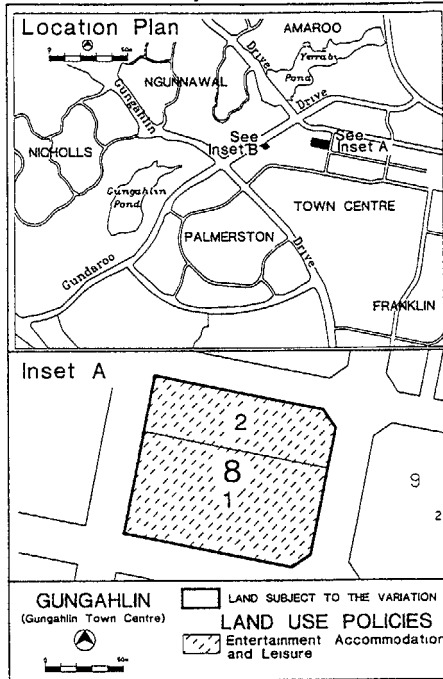 Location Plan
AMAROO
Yerrabi
Pond
Drive
NGUNNAWAL
Gungahlin
Drive
See
Inset B
See
Inset A
NICHOLLS
Gungahlin
Pond
TOWN CENTRE
PALMERSTON
Drive
Gundaroo
FRANKLIN
Inset A
2
8
1
9
2
GUNGAHLIN
(Gungahlin Town Centre)
LAND SUBJECT TO THE VARIATION
LAND USE POLICIES
Entertainment Accommodation
and Leisure